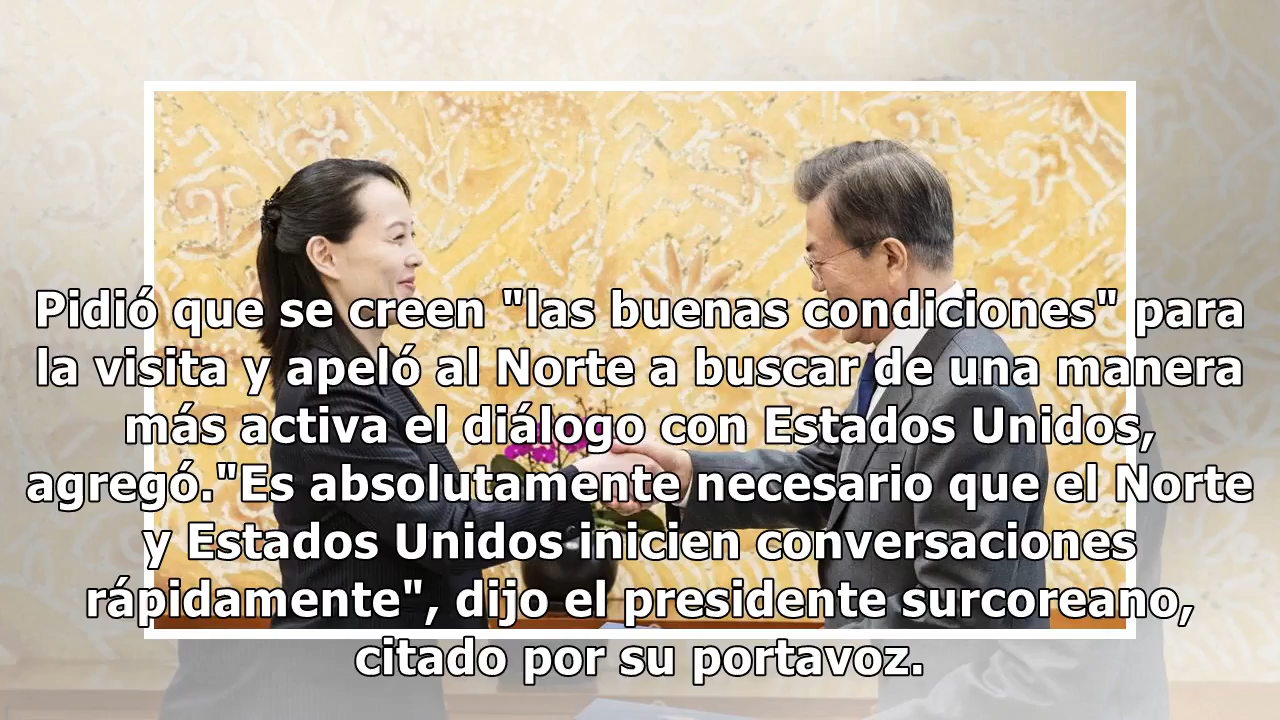 Pidió que se creen "las buenas condiciones" para
la visita y apeló al Norte a buscar de una manera
más activa el diálogo con Estados Unidos,
agregó."Es absolutamente necesario que el Norte
y Estados Unidos inicien conversaciones
rápidamente", dijo el presidente surcoreano,
citado por su portavoz.